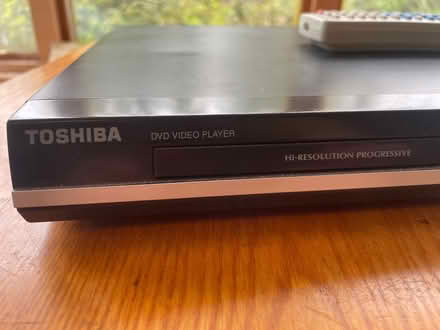 TOSHIBA DVD VIDEO PLAYER
HI-RESOLUTION PROGRESSIVE